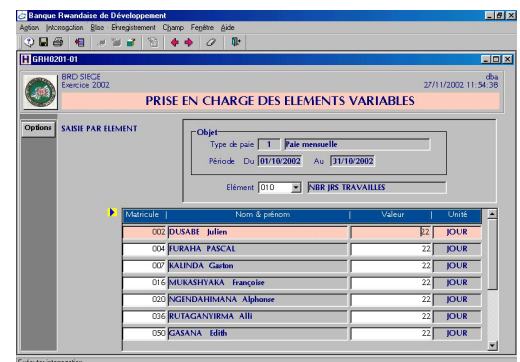 Banque Rwandaise de Développement
Action Interrogation Bloc Enregistrement Champ Fenêtre Aide
GRH0201-01
BRD SIEGE dba
Exercice 2002 27/11/2002 11:54:38
PRISE EN CHARGE DES ELEMENTS VARIABLES
Options SAISIE PAR ELEMENT
Objet
Type de paie 1 Paie mensuelle
Période Du 01/10/2002 Au 31/10/2002
Elément 010 NBR JRS TRAVAILLES
Matricule | Nom & prénom | Valeur | Unité
002 DUSABE Julien 22 JOUR
004 FURAHA PASCAL 22 JOUR
007 KALINDA Gaston 22 JOUR
016 MUKASHYAKA Françoise 22 JOUR
020 NGENDAHIMANA Alphonse 22 JOUR
036 RUTAGANYIRMA Alli 22 JOUR
050 GASANA Edith 22 JOUR